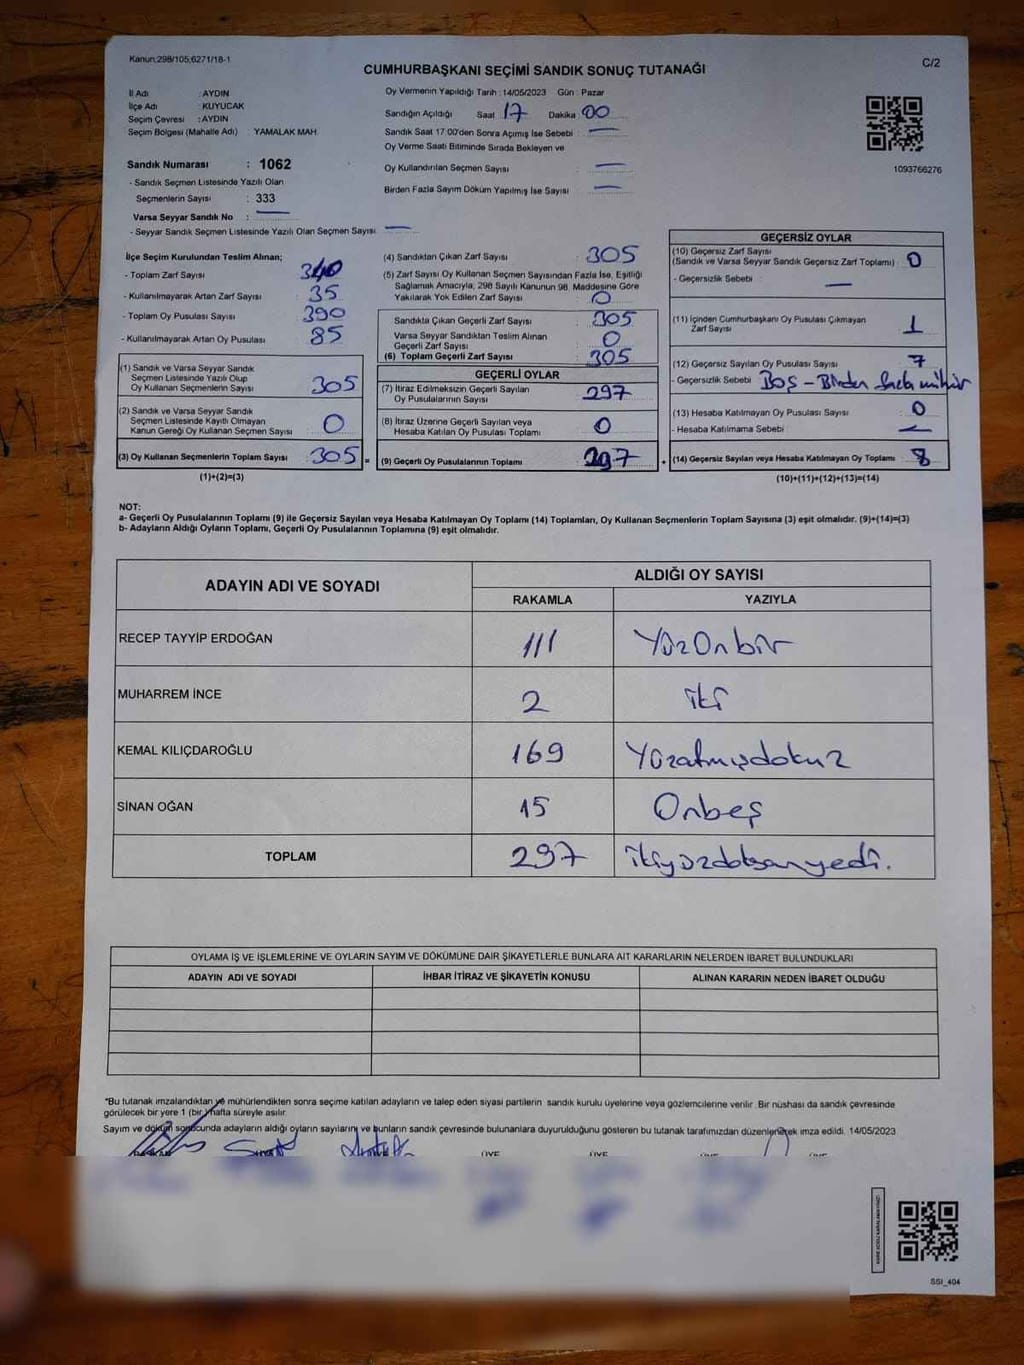 Kanun;298/105;6271/18-1
C/2
CUMHURBAŞKANI SEÇİMİ SANDIK SONUÇ TUTANAĞI
İl Adı : AYDIN
İlçe Adı : KUYUCAK
Seçim Çevresi : AYDIN
Seçim Bölgesi (Mahalle Adı) : YAMALAK MAH.
Sandık Numarası : 1062
- Sandık Seçmen Listesinde Yazılı Olan
Seçmenlerin Sayısı : 333
Varsa Seyyar Sandık No : —
- Seyyar Sandık Seçmen Listesinde Yazılı Olan Seçmen Sayısı : —
Oy Vermenin Yapıldığı Tarih : 14/05/2023 Gün : Pazar
Sandığın Açıldığı Saat 17 Dakika 00
Sandık Saat 17:00'den Sonra Açımış İse Sebebi : —
Oy Verme Saati Bitiminde Sırada Bekleyen ve
Oy Kullandırılan Seçmen Sayısı : —
Birden Fazla Sayım Döküm Yapılmış İse Sayısı : —
1093766276
İlçe Seçim Kurulundan Teslim Alınan;
- Toplam Zarf Sayısı 340
- Kullanılmayarak Artan Zarf Sayısı 35
- Toplam Oy Pusulası Sayısı 390
- Kullanılmayarak Artan Oy Pusulası 85
(1) Sandık ve Varsa Seyyar Sandık
Seçmen Listesinde Yazılı Olup
Oy Kullanan Seçmenlerin Sayısı 305
(2) Sandık ve Varsa Seyyar Sandık
Seçmen Listesinde Kayıtlı Olmayan
Kanun Gereği Oy Kullanan Seçmen Sayısı 0
(3) Oy Kullanan Seçmenlerin Toplam Sayısı 305 =
(1)+(2)=(3)
(4) Sandıktan Çıkan Zarf Sayısı 305
(5) Zarf Sayısı Oy Kullanan Seçmen Sayısından Fazla İse, Eşitliği
Sağlamak Amacıyla, 298 Sayılı Kanunun 98. Maddesine Göre
Yakılarak Yok Edilen Zarf Sayısı 0
Sandıkta Çıkan Geçerli Zarf Sayısı 305
Varsa Seyyar Sandıktan Teslim Alınan
Geçerli Zarf Sayısı 0
(6) Toplam Geçerli Zarf Sayısı 305
GEÇERLİ OYLAR
(7) İtiraz Edilmeksizin Geçerli Sayılan
Oy Pusulalarının Sayısı 297
(8) İtiraz Üzerine Geçerli Sayılan veya
Hesaba Katılan Oy Pusulası Toplamı 0
(9) Geçerli Oy Pusulalarının Toplamı 297 +
GEÇERSİZ OYLAR
(10) Geçersiz Zarf Sayısı
(Sandık ve Varsa Seyyar Sandık Geçersiz Zarf Toplamı) : 0
- Geçersizlik Sebebi : —
(11) İçinden Cumhurbaşkanı Oy Pusulası Çıkmayan
Zarf Sayısı 1
(12) Geçersiz Sayılan Oy Pusulası Sayısı 7
- Geçersizlik Sebebi : Boş - Birden fazla mühür
(13) Hesaba Katılmayan Oy Pusulası Sayısı 0
- Hesaba Katılmama Sebebi : —
(14) Geçersiz Sayılan veya Hesaba Katılmayan Oy Toplamı 8
(10)+(11)+(12)+(13)=(14)
NOT:
a- Geçerli Oy Pusulalarının Toplamı (9) ile Geçersiz Sayılan veya Hesaba Katılmayan Oy Toplamı (14) Toplamları, Oy Kullanan Seçmenlerin Toplam Sayısına (3) eşit olmalıdır. (9)+(14)=(3)
b- Adayların Aldığı Oyların Toplamı, Geçerli Oy Pusulalarının Toplamına (9) eşit olmalıdır.
ADAYIN ADI VE SOYADI
ALDIĞI OY SAYISI
RAKAMLA YAZIYLA
RECEP TAYYİP ERDOĞAN 111 YüzOnbir
MUHARREM İNCE 2 iki
KEMAL KILIÇDAROĞLU 169 Yüzatmışdokuz
SİNAN OĞAN 15 Onbeş
TOPLAM 297 ikiyüzdoksanyedi.
OYLAMA İŞ VE İŞLEMLERİNE VE OYLARIN SAYIM VE DÖKÜMÜNE DAİR ŞİKAYETLERLE BUNLARA AİT KARARLARIN NELERDEN İBARET BULUNDUKLARI
ADAYIN ADI VE SOYADI İHBAR İTİRAZ VE ŞİKAYETİN KONUSU ALINAN KARARIN NEDEN İBARET OLDUĞU
*Bu tutanak imzalandıktan ve mühürlendikten sonra seçime katılan adayların ve talep eden siyasi partilerin sandık kurulu üyelerine veya gözlemcilerine verilir. Bir nüshası da sandık çevresinde
görülecek bir yere 1 (bir) hafta süreyle asılır.
Sayım ve döküm sonucunda adayların aldığı oyların sayılarını ve bunların sandık çevresinde bulunanlara duyurulduğunu gösteren bu tutanak tarafımızdan düzenlenerek imza edildi. 14/05/2023
SSI_404